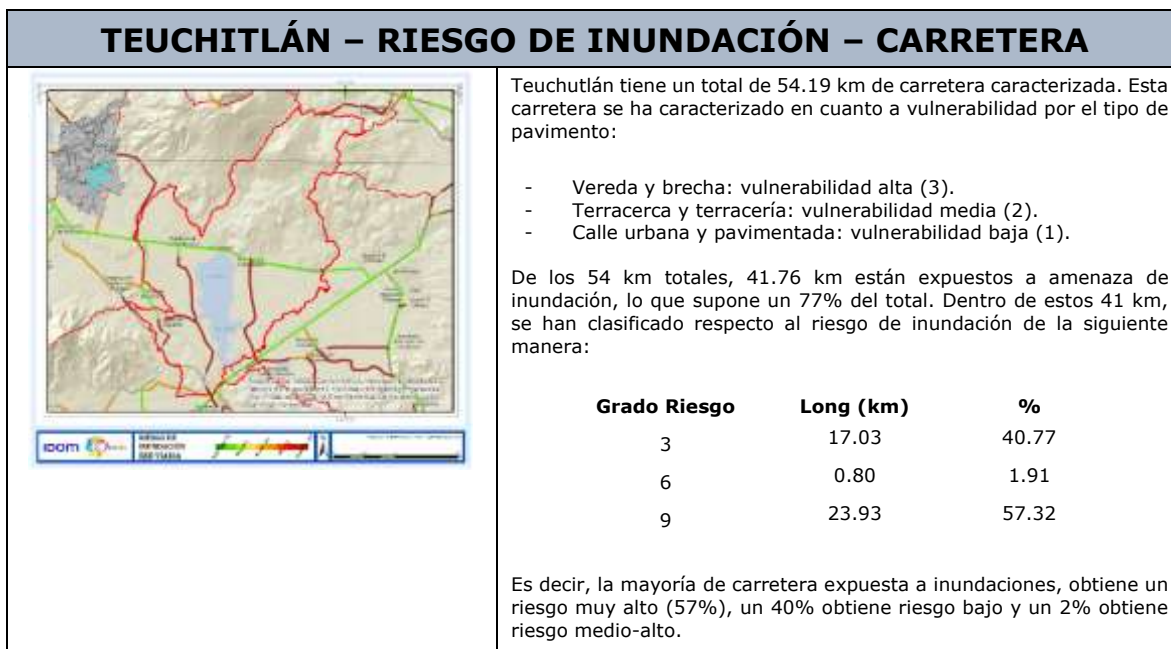 TEUCHITLÁN – RIESGO DE INUNDACIÓN – CARRETERA
Teuchutlán tiene un total de 54.19 km de carretera caracterizada. Esta
carretera se ha caracterizado en cuanto a vulnerabilidad por el tipo de
pavimento:
- Vereda y brecha: vulnerabilidad alta (3).
- Terracerca y terracería: vulnerabilidad media (2).
- Calle urbana y pavimentada: vulnerabilidad baja (1).
De los 54 km totales, 41.76 km están expuestos a amenaza de
inundación, lo que supone un 77% del total. Dentro de estos 41 km,
se han clasificado respecto al riesgo de inundación de la siguiente
manera:
Grado Riesgo Long (km) %
3 17.03 40.77
6 0.80 1.91
9 23.93 57.32
Es decir, la mayoría de carretera expuesta a inundaciones, obtiene un
riesgo muy alto (57%), un 40% obtiene riesgo bajo y un 2% obtiene
riesgo medio-alto.
IDOM
RIESGO DE
INUNDACIÓN